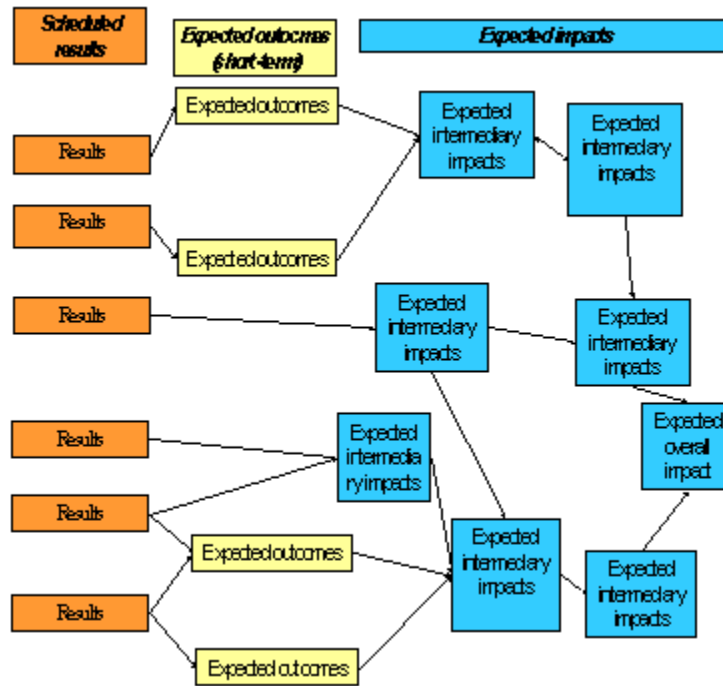 Scheduled
results
Expected outcomes
(short-term)
Expected impacts
Expected outcomes
Results
Results
Expected outcomes
Expected
intermediary
impacts
Expected
intermediary
impacts
Results
Expected
intermediary
impacts
Expected
intermediary
impacts
Results
Expected
intermedia
ry impacts
Expected
overall
impact
Results
Expected outcomes
Expected
intermediary
impacts
Expected
intermediary
impacts
Results
Expected outcomes